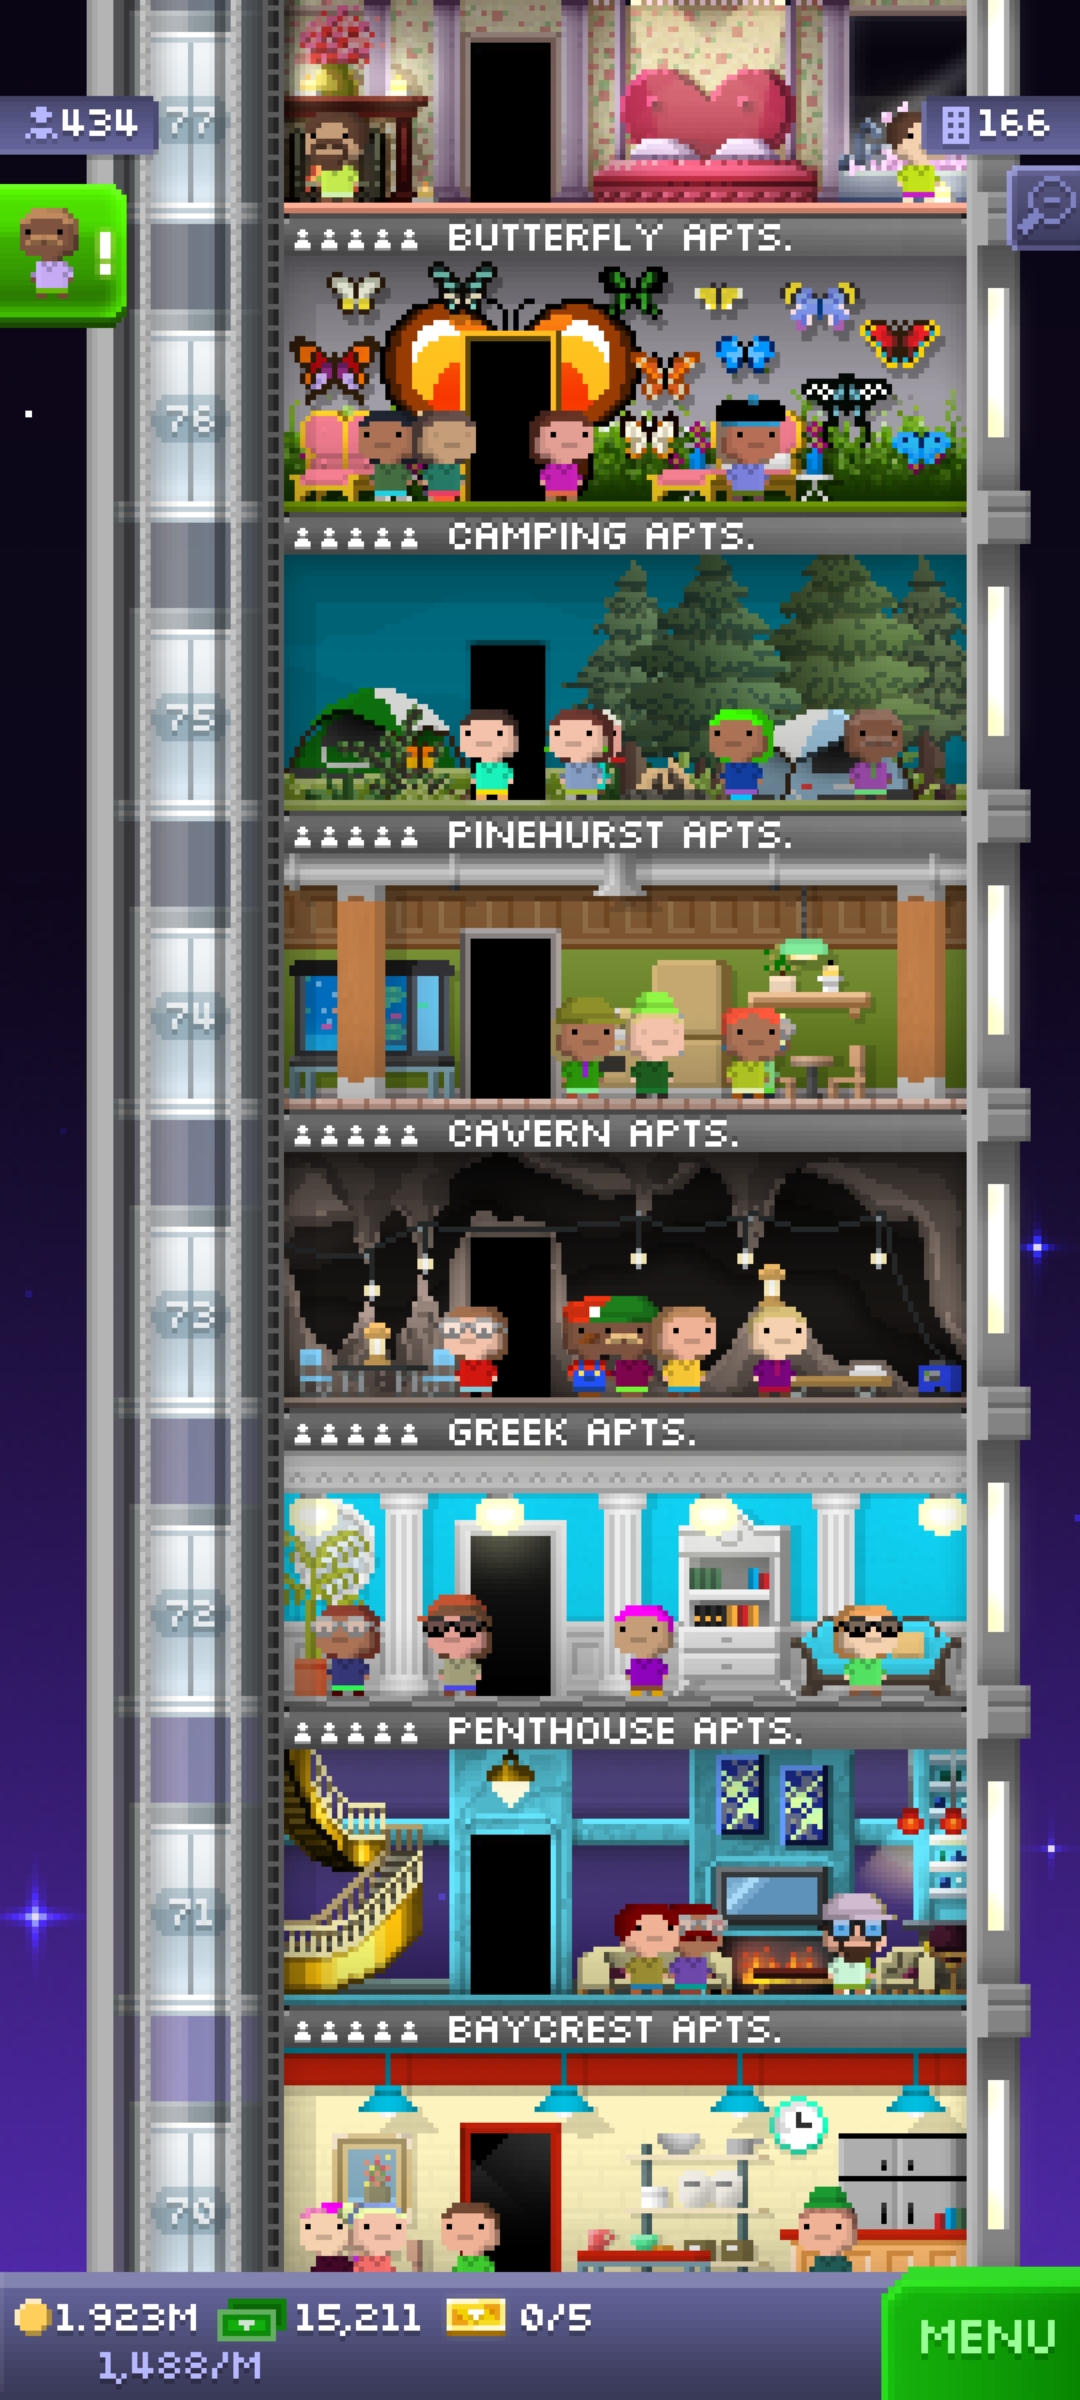 434
77
166
!
BUTTERFLY APTS.
76
CAMPING APTS.
75
PINEHURST APTS.
74
CAVERN APTS.
73
GREEK APTS.
72
PENTHOUSE APTS.
71
BAYCREST APTS.
70
1.923M 15,211 0/5
1,488/M
MENU